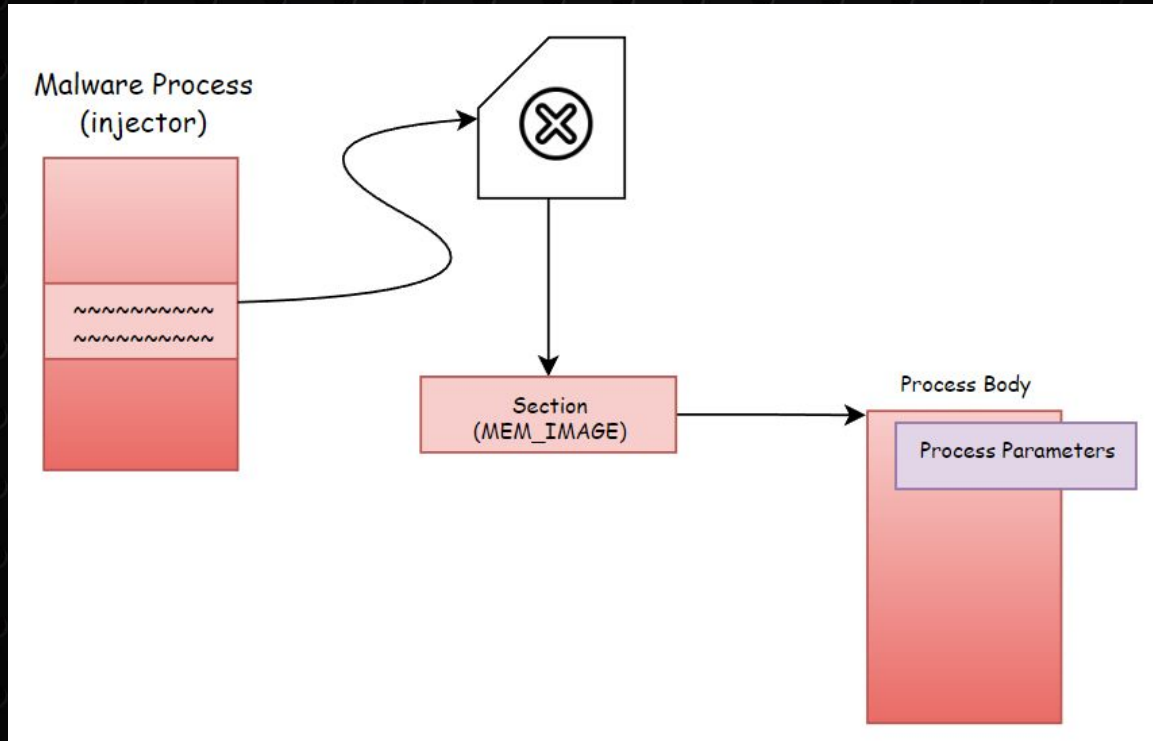 Malware Process
(injector)
~~~~~~~~~~
~~~~~~~~~~
Section
(MEM_IMAGE)
Process Body
Process Parameters